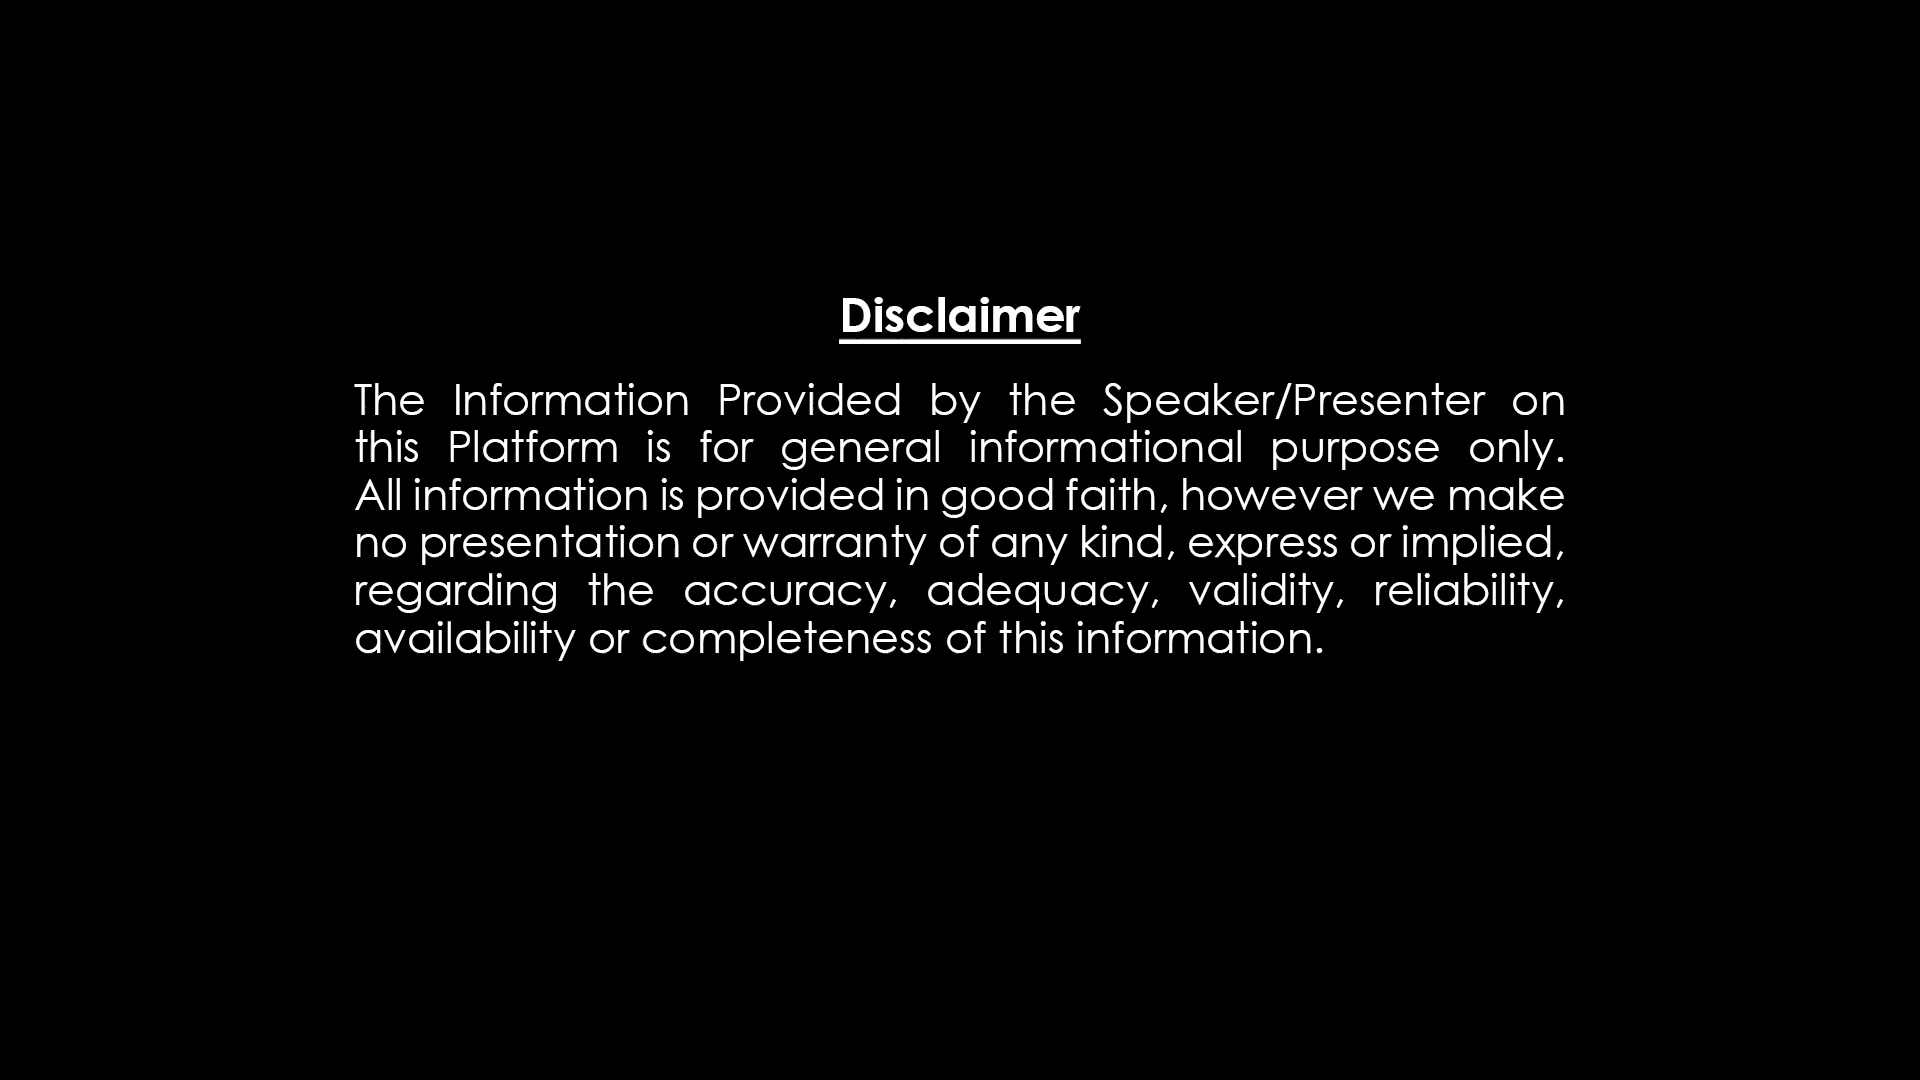 Disclaimer
The Information Provided by the Speaker/Presenter on
this Platform is for general informational purpose only.
All information is provided in good faith, however we make
no presentation or warranty of any kind, express or implied,
regarding the accuracy, adequacy, validity, reliability,
availability or completeness of this information.